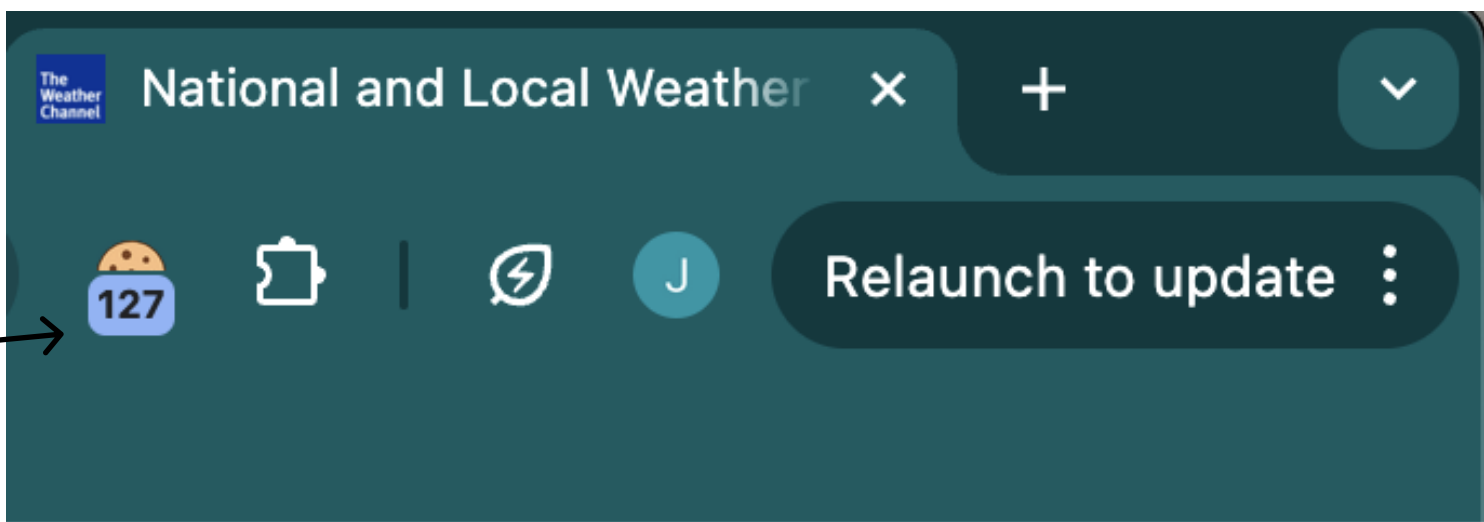 The
Weather
Channel
National and Local Weather
127
J
Relaunch to update